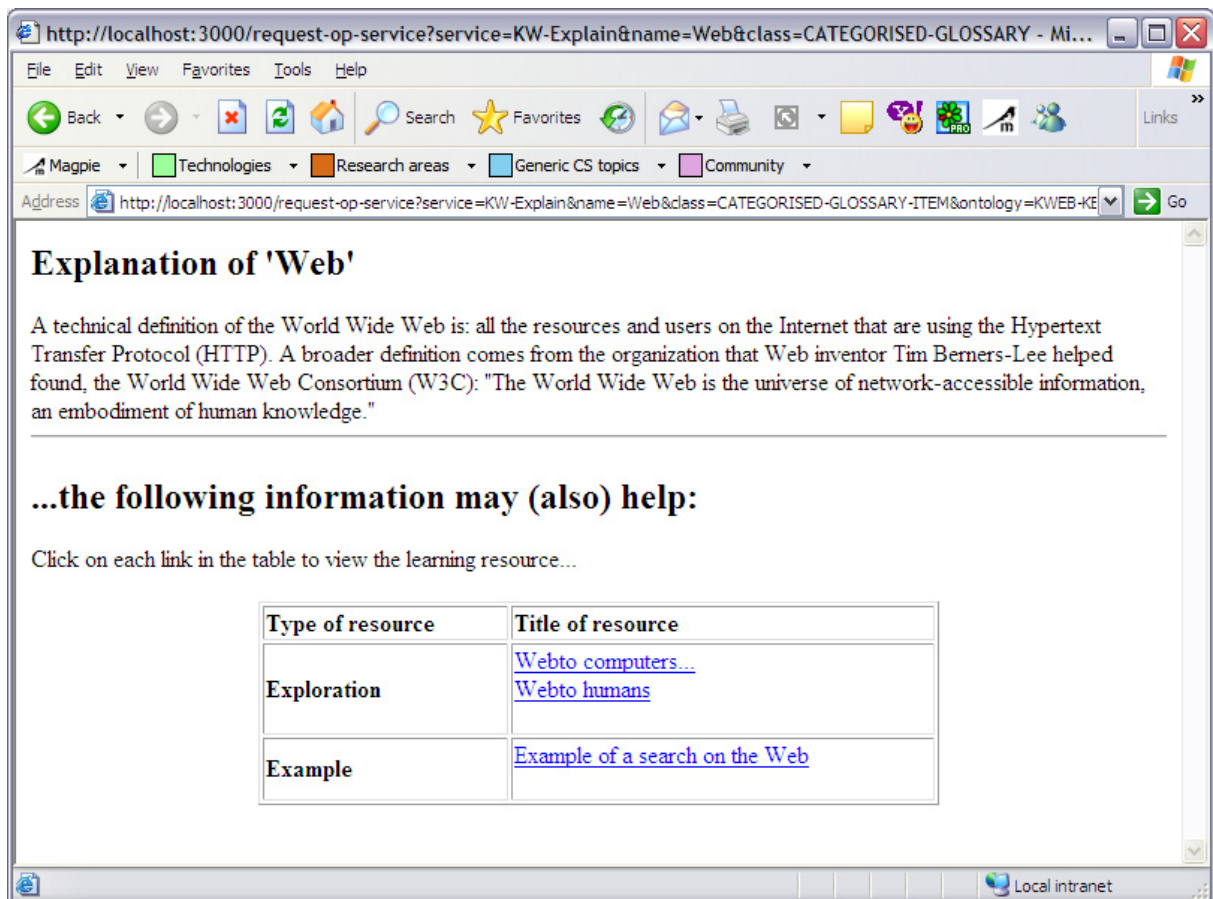 http://localhost:3000/request-op-service?service=KW-Explain&name=Web&class=CATEGORISED-GLOSSARY - Mi...
File Edit View Favorites Tools Help
Back Search Favorites PRO m Links
m Magpie Technologies Research areas Generic CS topics Community
Address http://localhost:3000/request-op-service?service=KW-Explain&name=Web&class=CATEGORISED-GLOSSARY-ITEM&ontology=KWEB-KE Go
Explanation of 'Web'
A technical definition of the World Wide Web is: all the resources and users on the Internet that are using the Hypertext
Transfer Protocol (HTTP). A broader definition comes from the organization that Web inventor Tim Berners-Lee helped
found, the World Wide Web Consortium (W3C): "The World Wide Web is the universe of network-accessible information,
an embodiment of human knowledge."
...the following information may (also) help:
Click on each link in the table to view the learning resource...
Type of resource Title of resource
Exploration
Webto computers...
Webto humans
Example
Example of a search on the Web
Local intranet